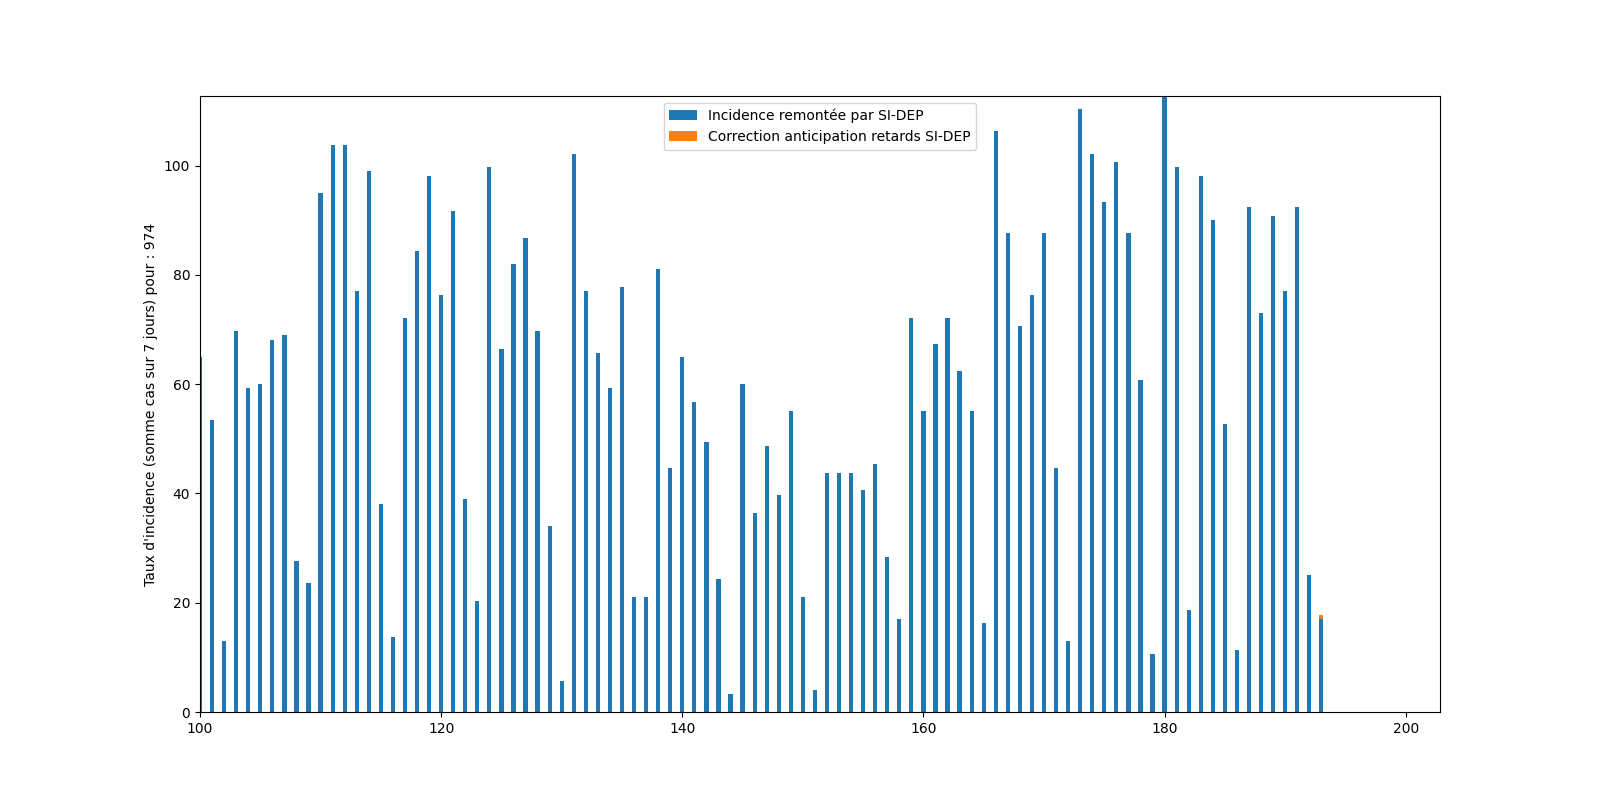 Incidence remontée par SI-DEP
Correction anticipation retards SI-DEP
Taux d'incidence (somme cas sur 7 jours) pour : 974
100
80
60
40
20
0
100 120 140 160 180 200